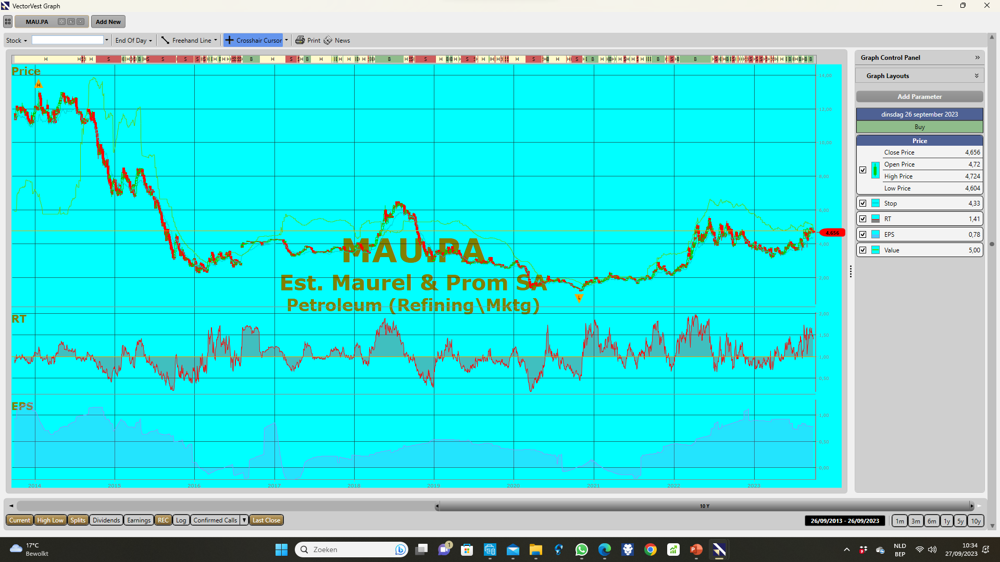 VectorVest Graph
MAU.PA
Add New
Stock
End Of Day
Freehand Line
Crosshair Cursor
Print
News
Price
H
14,00
12,00
10,00
8,00
6,00
4,656
4,00
2,00
MAU.PA
Est. Maurel & Prom SA
Petroleum (Refining\Mktg)
L
RT
2,00
1,50
1,00
0,50
EPS
1,00
0,50
0,00
2014 2015 2016 2017 2018 2019 2020 2021 2022 2023
Graph Control Panel
Graph Layouts
Add Parameter
dinsdag 26 september 2023
Buy
Price
Close Price 4,656
Open Price 4,72
High Price 4,724
Low Price 4,604
Stop 4,33
RT 1,41
EPS 0,78
Value 5,00
10 Y
Current High Low Splits Dividends Earnings REC Log Confirmed Calls Last Close
26/09/2013 - 26/09/2023
1m 3m 6m 1y 5y 10y
17°C
Bewolkt
Zoeken
1
NLD
BEP
10:34
27/09/2023